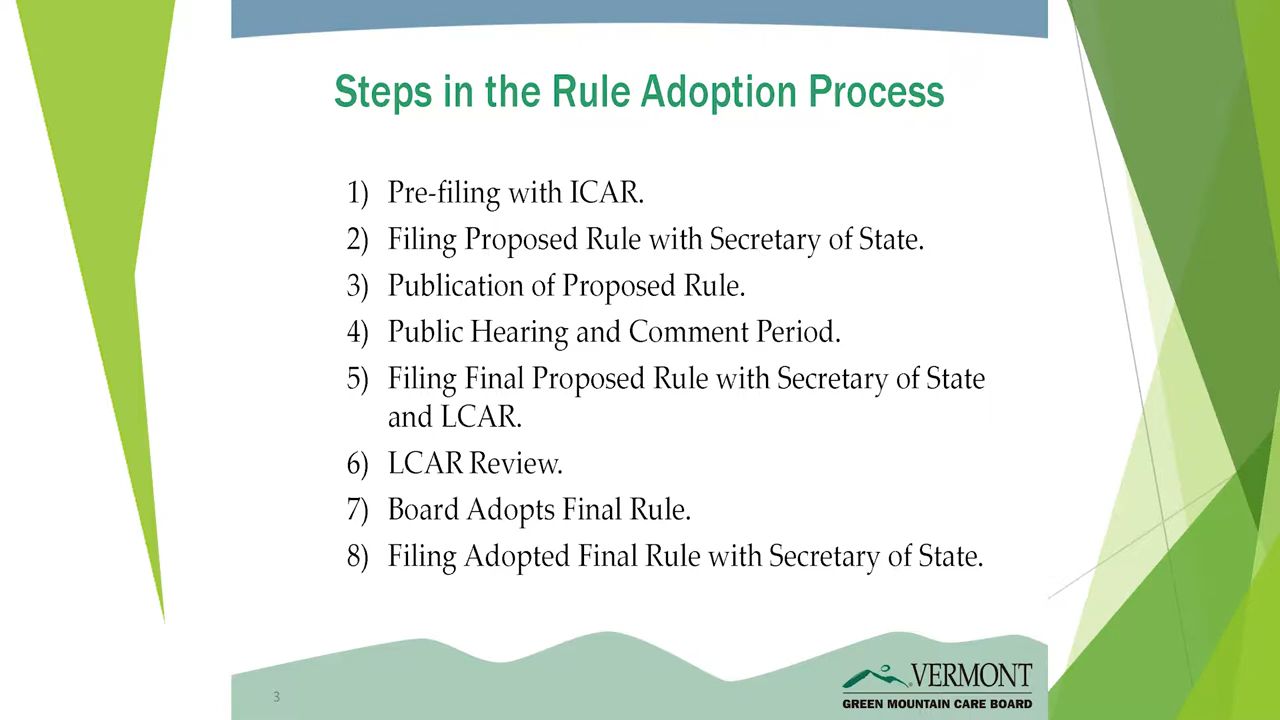 Steps in the Rule Adoption Process
1) Pre-filing with ICAR.
2) Filing Proposed Rule with Secretary of State.
3) Publication of Proposed Rule.
4) Public Hearing and Comment Period.
5) Filing Final Proposed Rule with Secretary of State
and LCAR.
6) LCAR Review.
7) Board Adopts Final Rule.
8) Filing Adopted Final Rule with Secretary of State.
3
VERMONT
GREEN MOUNTAIN CARE BOARD